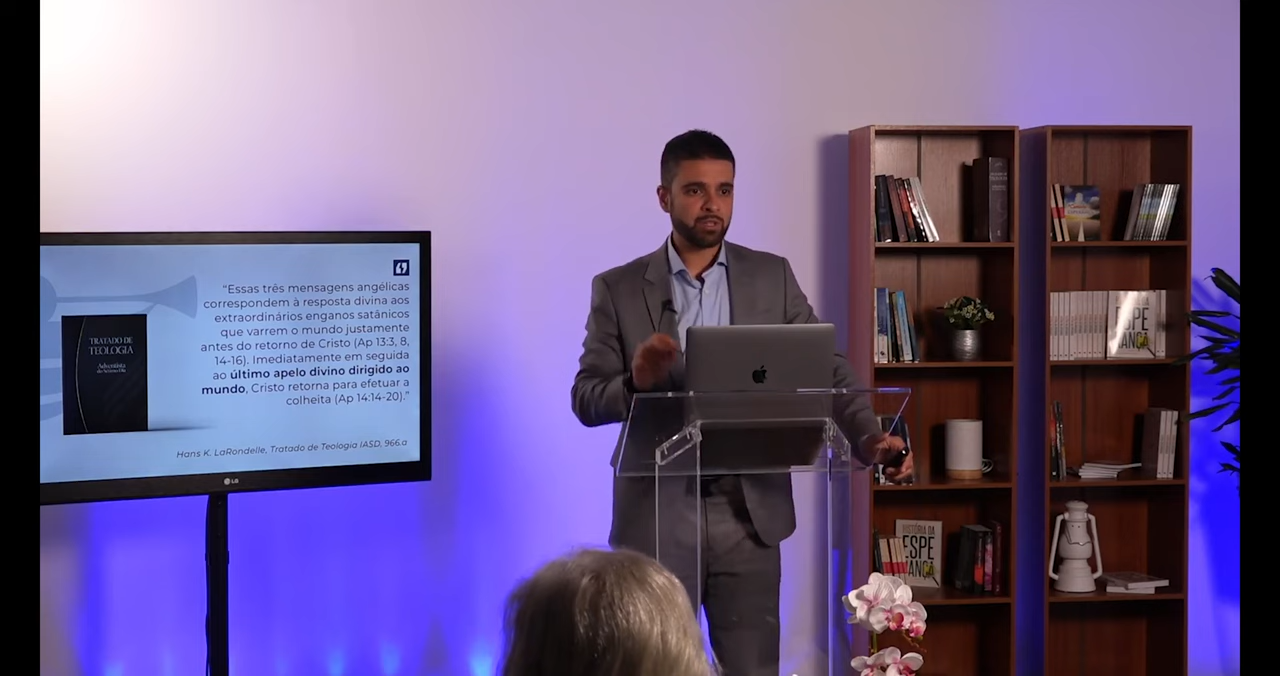 "Essas três mensagens angélicas
correspondem à resposta divina aos
extraordinários enganos satânicos
que varrem o mundo justamente
antes do retorno de Cristo (Ap 13:3, 8,
14-16). Imediatamente em seguida
ao último apelo divino dirigido ao
mundo, Cristo retorna para efetuar a
colheita (Ap 14:14-20)."
Hans K. LaRondelle, Tratado de Teologia IASD, 966.a
TRATADO DE
TEOLOGIA
Adventista
do Sétimo Dia
LG
ESPE
ANÇA
HISTÓRIA DA
ESPE
ANÇA